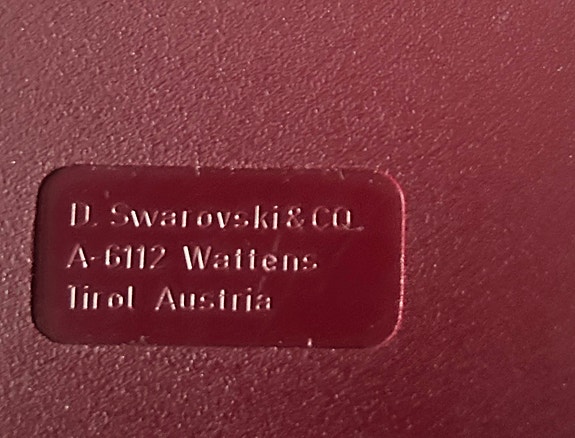 D. Swarovski & CO.
A-6112 Wattens
Tirol Austria